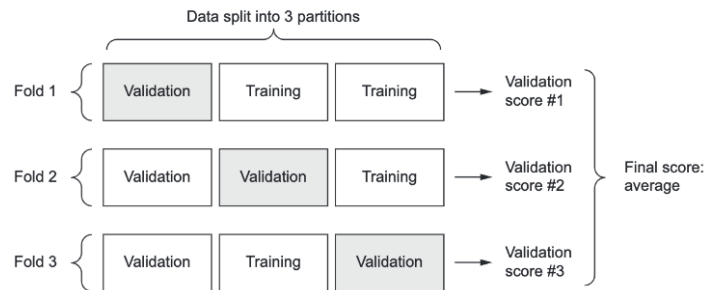 Data split into 3 partitions
Fold 1
Validation
Training
Training
Validation
score #1
Fold 2
Validation
Validation
Training
Validation
score #2
Final score:
average
Fold 3
Validation
Training
Validation
Validation
score #3